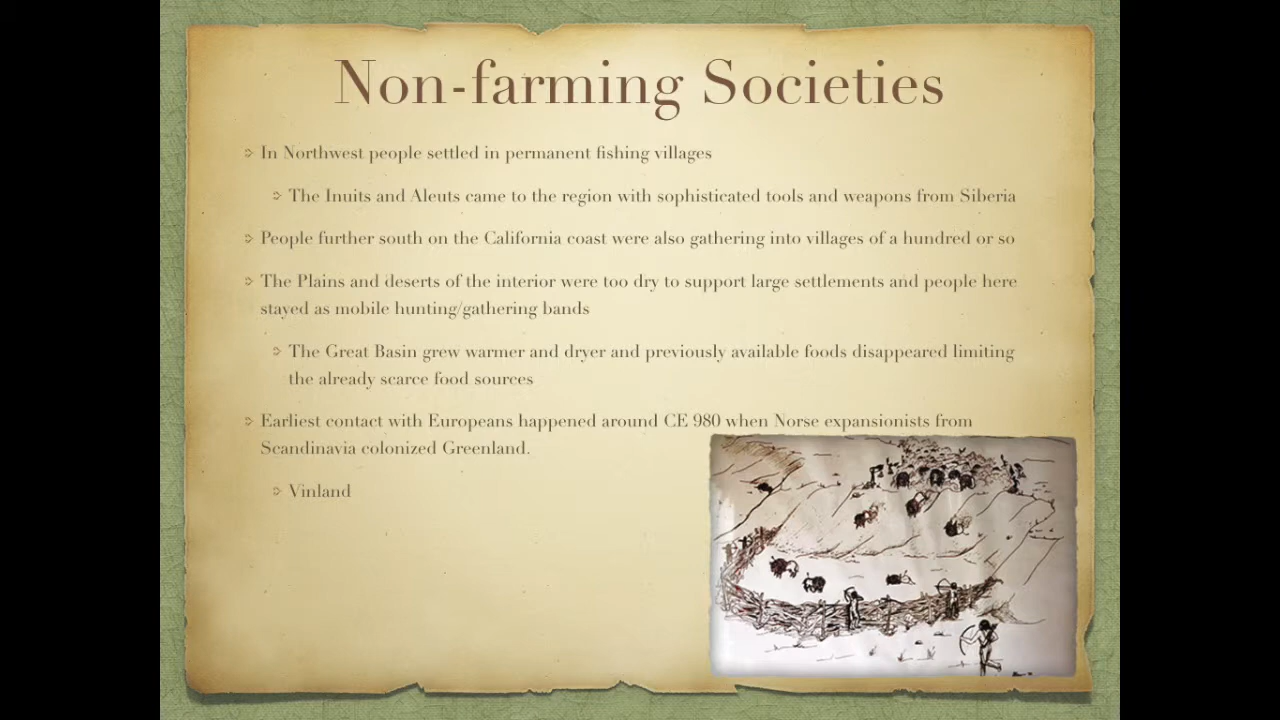 Non-farming Societies
In Northwest people settled in permanent fishing villages
The Inuits and Aleuts came to the region with sophisticated tools and weapons from Siberia
People further south on the California coast were also gathering into villages of a hundred or so
The Plains and deserts of the interior were too dry to support large settlements and people here
stayed as mobile hunting/gathering bands
The Great Basin grew warmer and dryer and previously available foods disappeared limiting
the already scarce food sources
Earliest contact with Europeans happened around CE 980 when Norse expansionists from
Scandinavia colonized Greenland.
Vinland